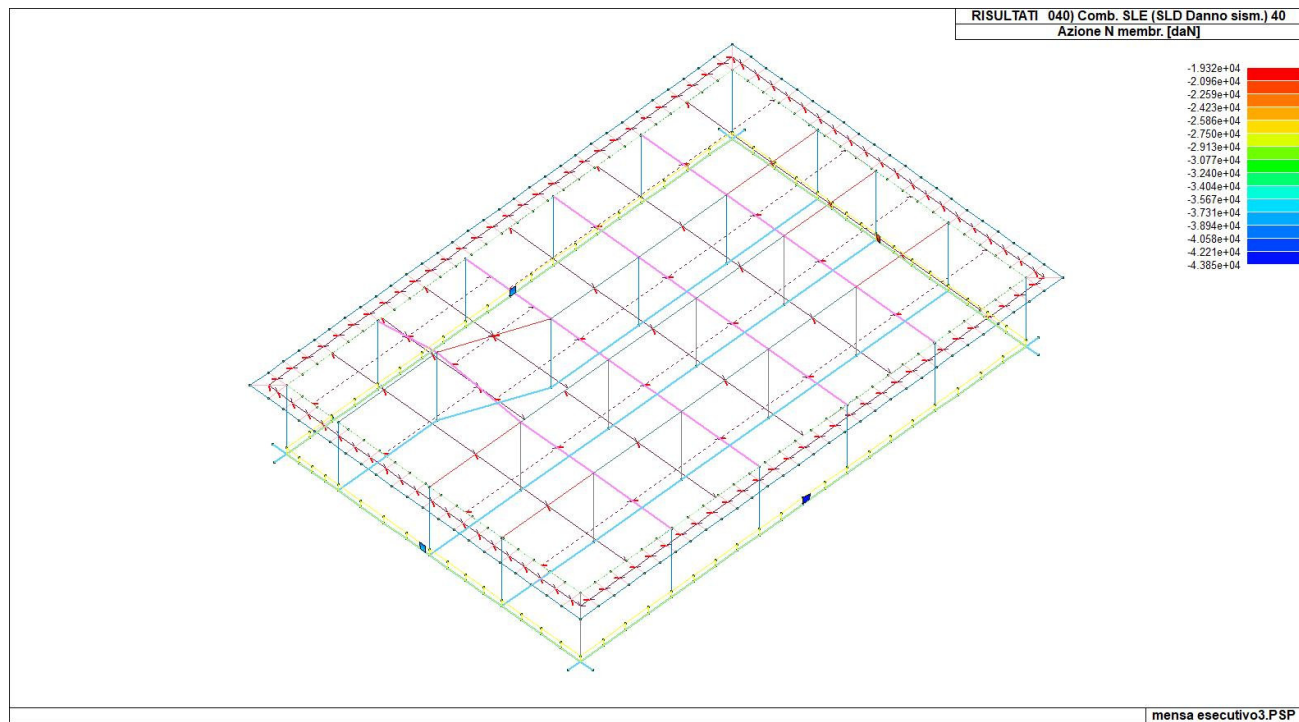 RISULTATI 040) Comb. SLE (SLD Danno sism.) 40
Azione N membr. [daN]
-1.932e+04
-2.096e+04
-2.259e+04
-2.423e+04
-2.586e+04
-2.750e+04
-2.913e+04
-3.077e+04
-3.240e+04
-3.404e+04
-3.567e+04
-3.731e+04
-3.894e+04
-4.058e+04
-4.221e+04
-4.385e+04
mensa esecutivo3.PSP